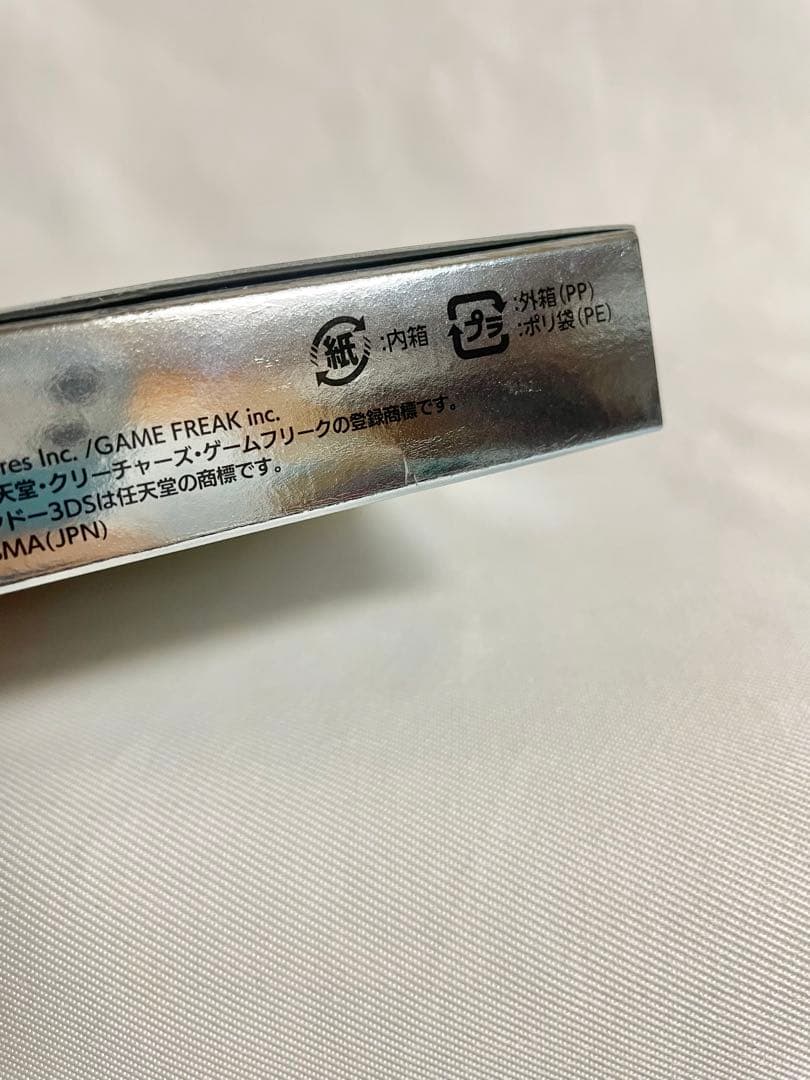 紙 :内箱
プラ :外箱(PP)
:ポリ袋(PE)
res Inc. /GAME FREAK inc.
天堂・クリーチャーズ・ゲームフリークの登録商標です。
ドー3DSは任天堂の商標です。
SMA(JPN)